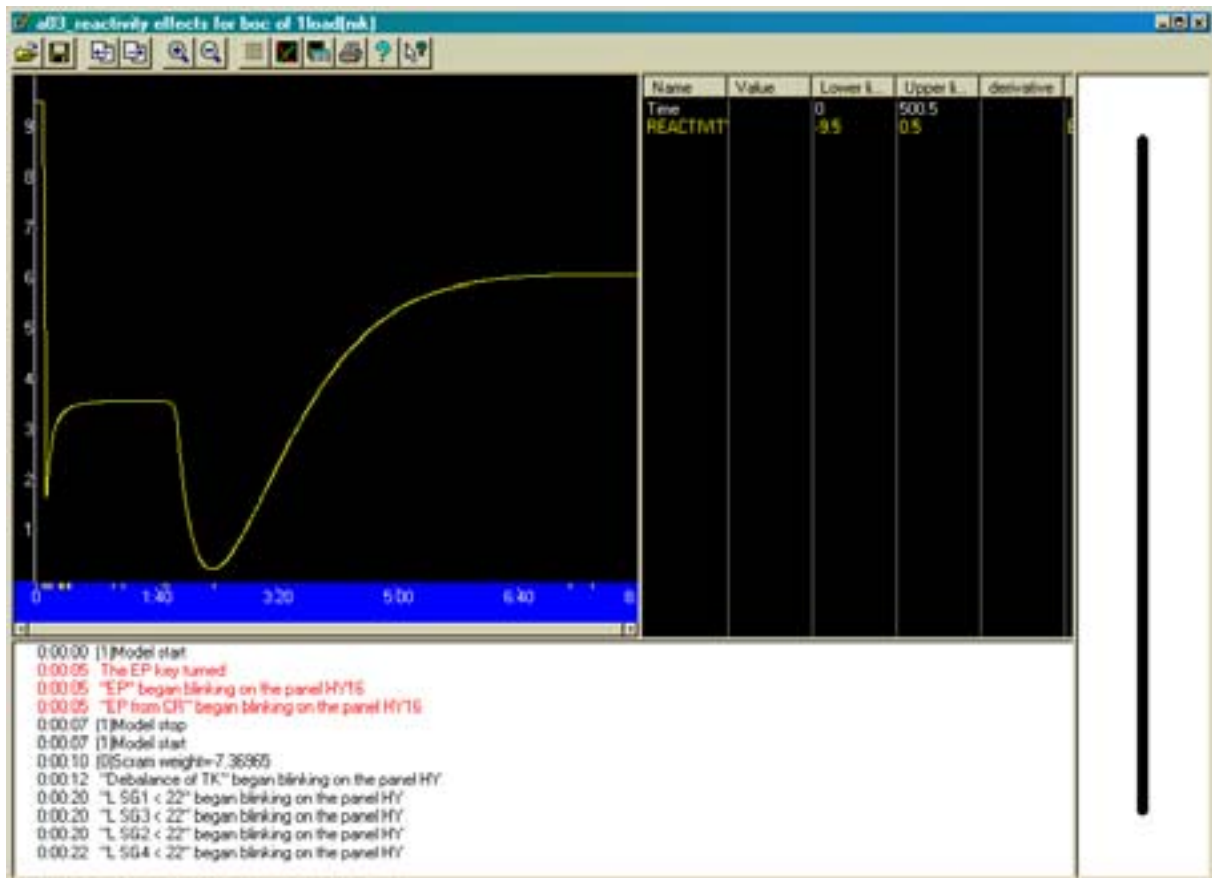 a03_reactivity effects for boc of 1load(nik)
Name Value Lower li... Upper li... derivative
Time 0 500.5
REACTIVIT -9.5 0.5
9
8
7
6
5
4
3
2
1
0 1:40 3:20 5:00 6:40 8
0:00:00 [1]Model start
0:00:05 The EP key turned
0:00:05 "EP" began blinking on the panel HY16
0:00:05 "EP from CR" began blinking on the panel HY16
0:00:07 [1]Model stop
0:00:07 [1]Model start
0:00:10 [0]Scram weight=-7.36965
0:00:12 "Debalance of TK" began blinking on the panel HY
0:00:20 "L SG1 < 22" began blinking on the panel HY
0:00:20 "L SG3 < 22" began blinking on the panel HY
0:00:20 "L SG2 < 22" began blinking on the panel HY
0:00:22 "L SG4 < 22" began blinking on the panel HY